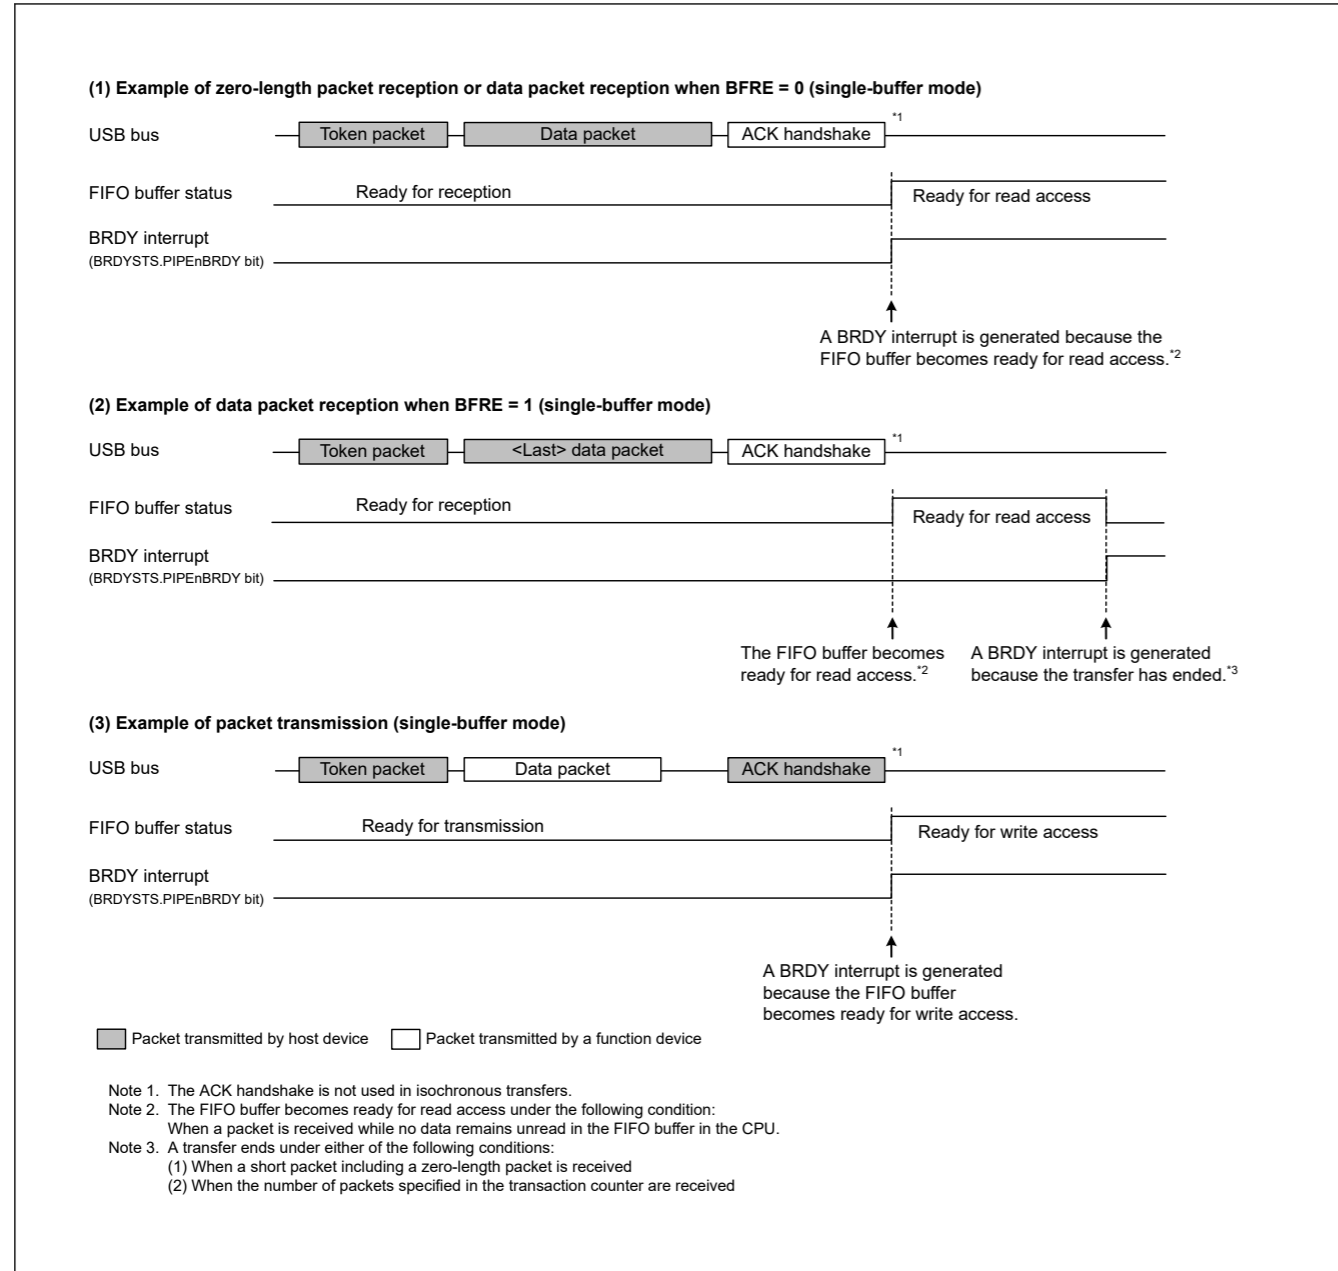 (1) Example of zero-length packet reception or data packet reception when BFRE = 0 (single-buffer mode)
USB bus
Token packet
Data packet
ACK handshake
*1
FIFO buffer status
Ready for reception
Ready for read access
BRDY interrupt
(BRDYSTS.PIPEnBRDY bit)
A BRDY interrupt is generated because the
FIFO buffer becomes ready for read access.*2
(2) Example of data packet reception when BFRE = 1 (single-buffer mode)
USB bus
Token packet
<Last> data packet
ACK handshake
*1
FIFO buffer status
Ready for reception
Ready for read access
BRDY interrupt
(BRDYSTS.PIPEnBRDY bit)
The FIFO buffer becomes
ready for read access.*2
A BRDY interrupt is generated
because the transfer has ended.*3
(3) Example of packet transmission (single-buffer mode)
USB bus
Token packet
Data packet
ACK handshake
*1
FIFO buffer status
Ready for transmission
Ready for write access
BRDY interrupt
(BRDYSTS.PIPEnBRDY bit)
A BRDY interrupt is generated
because the FIFO buffer
becomes ready for write access.
Packet transmitted by host device
Packet transmitted by a function device
Note 1. The ACK handshake is not used in isochronous transfers.
Note 2. The FIFO buffer becomes ready for read access under the following condition:
When a packet is received while no data remains unread in the FIFO buffer in the CPU.
Note 3. A transfer ends under either of the following conditions:
(1) When a short packet including a zero-length packet is received
(2) When the number of packets specified in the transaction counter are received